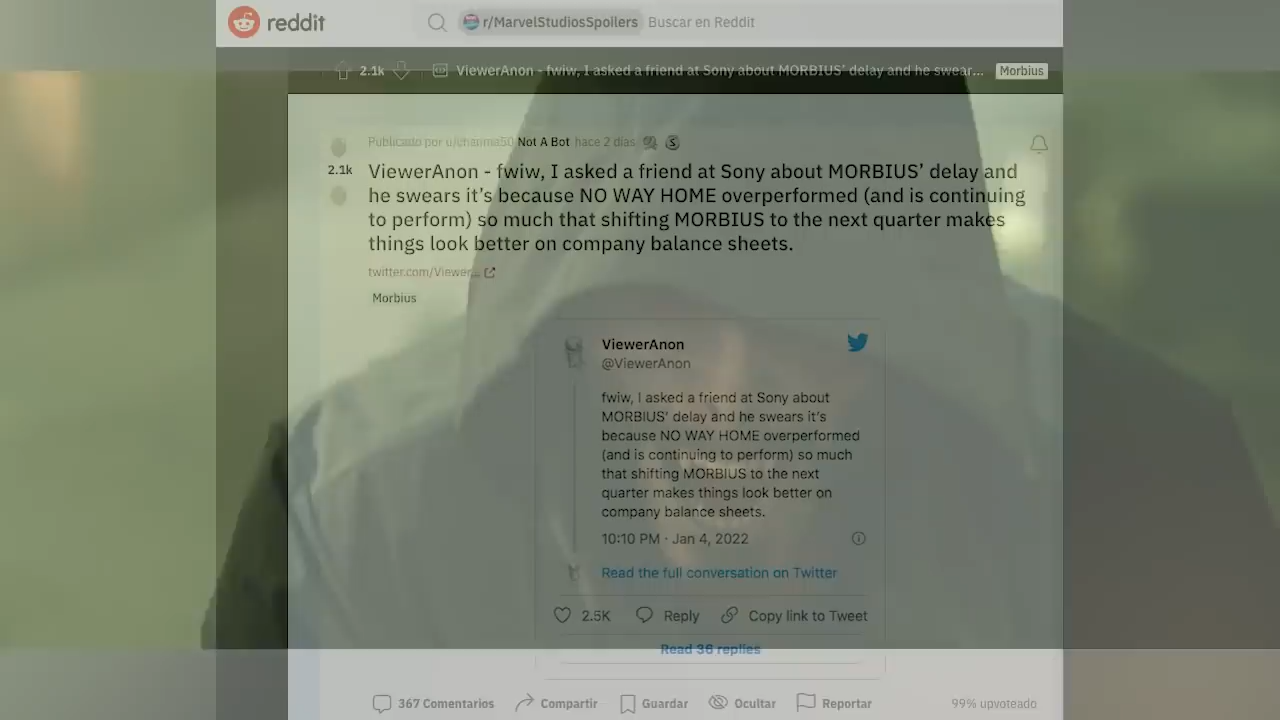 reddit
r/MarvelStudiosSpoilers Buscar en Reddit
2.1k
ViewerAnon - fwiw, I asked a friend at Sony about MORBIUS’ delay and he swear...
Morbius
Publicado por Not A Bot hace 2 días
2.1k
ViewerAnon - fwiw, I asked a friend at Sony about MORBIUS’ delay and
he swears it’s because NO WAY HOME overperformed (and is continuing
to perform) so much that shifting MORBIUS to the next quarter makes
things look better on company balance sheets.
twitter.com/Viewer...
Morbius
ViewerAnon
@ViewerAnon
fwiw, I asked a friend at Sony about
MORBIUS’ delay and he swears it’s
because NO WAY HOME overperformed
(and is continuing to perform) so much
that shifting MORBIUS to the next
quarter makes things look better on
company balance sheets.
10:10 PM · Jan 4, 2022
Read the full conversation on Twitter
2.5K Reply Copy link to Tweet
Read 36 replies
367 Comentarios Compartir Guardar Ocultar Reportar 99% upvoteado